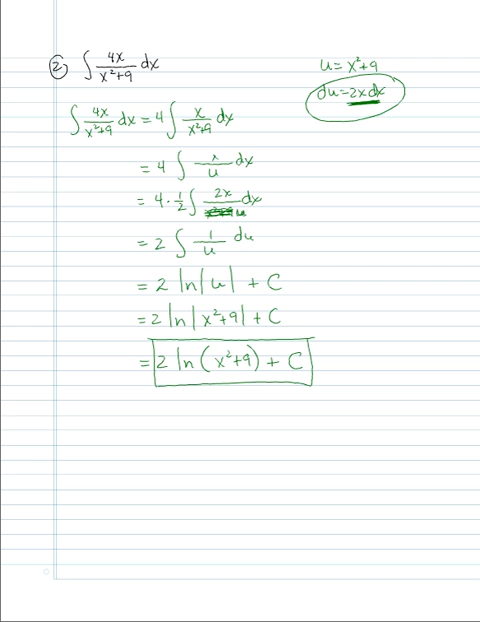 ② ∫ 4x/(x²+9) dx
u = x²+9
du = 2x dx
∫ 4x/(x²+9) dx = 4 ∫ x/(x²+9) dx
= 4 ∫ x/u dx
= 4 · 1/2 ∫ 2x/u dx
= 2 ∫ 1/u du
= 2 ln|u| + C
= 2 ln|x²+9| + C
= 2 ln(x²+9) + C